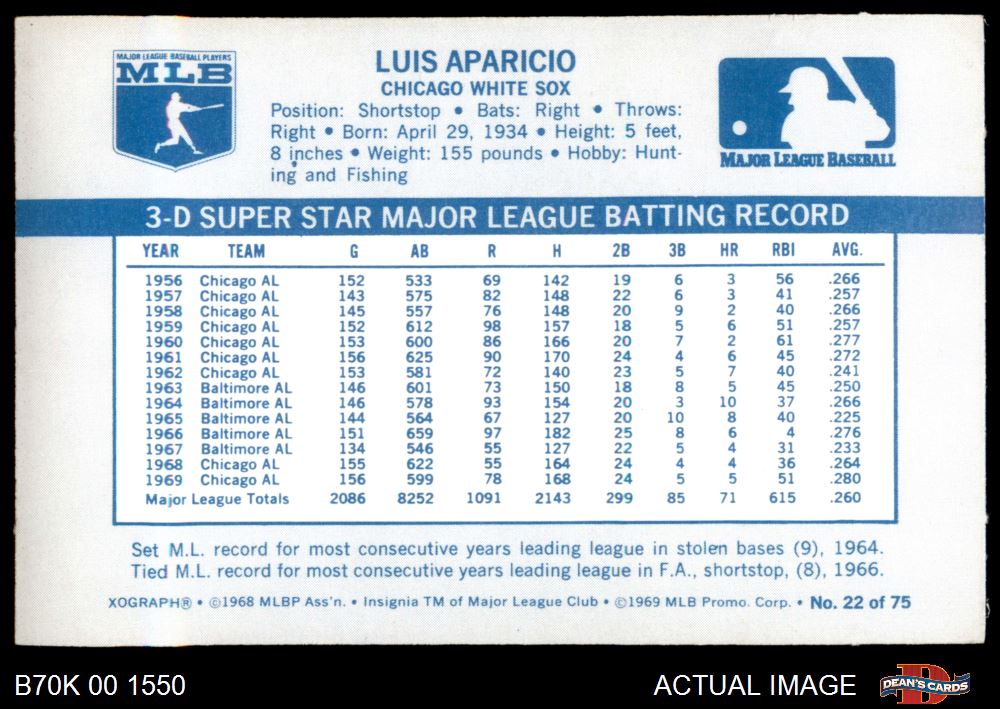 MAJOR LEAGUE BASEBALL PLAYERS
MLB
LUIS APARICIO
CHICAGO WHITE SOX
Position: Shortstop • Bats: Right • Throws:
Right • Born: April 29, 1934 • Height: 5 feet,
8 inches • Weight: 155 pounds • Hobby: Hunt-
ing and Fishing
MAJOR LEAGUE BASEBALL
3-D SUPER STAR MAJOR LEAGUE BATTING RECORD
YEAR TEAM G AB R H 2B 3B HR RBI AVG.
1956 Chicago AL 152 533 69 142 19 6 3 56 .266
1957 Chicago AL 143 575 82 148 22 6 3 41 .257
1958 Chicago AL 145 557 76 148 20 9 2 40 .266
1959 Chicago AL 152 612 98 157 18 5 6 51 .257
1960 Chicago AL 153 600 86 166 20 7 2 61 .277
1961 Chicago AL 156 625 90 170 24 4 6 45 .272
1962 Chicago AL 153 581 72 140 23 5 7 40 .241
1963 Baltimore AL 146 601 73 150 18 8 5 45 .250
1964 Baltimore AL 146 578 93 154 20 3 10 37 .266
1965 Baltimore AL 144 564 67 127 20 10 8 40 .225
1966 Baltimore AL 151 659 97 182 25 8 6 4 .276
1967 Baltimore AL 134 546 55 127 22 5 4 31 .233
1968 Chicago AL 155 622 55 164 24 4 4 36 .264
1969 Chicago AL 156 599 78 168 24 5 5 51 .280
Major League Totals 2086 8252 1091 2143 299 85 71 615 .260
Set M.L. record for most consecutive years leading league in stolen bases (9), 1964.
Tied M.L. record for most consecutive years leading league in F.A., shortstop, (8), 1966.
XOGRAPH® • ©1968 MLBP Ass'n. • Insignia TM of Major League Club • ©1969 MLB Promo. Corp. • No. 22 of 75
B70K 00 1550
ACTUAL IMAGE
D
DEAN'S CARDS